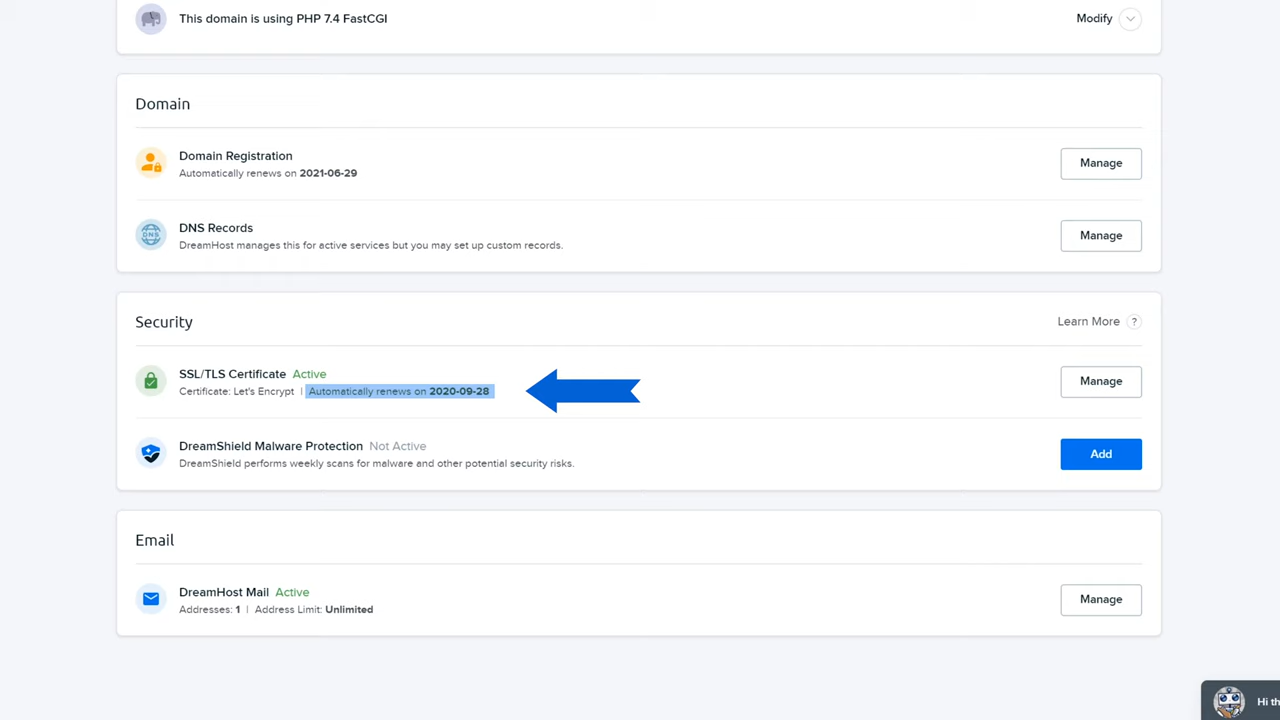 This domain is using PHP 7.4 FastCGI
Modify
Domain
Domain Registration
Automatically renews on 2021-06-29
Manage
DNS
DNS Records
DreamHost manages this for active services but you may set up custom records.
Manage
Security
Learn More ?
SSL/TLS Certificate Active
Certificate: Let's Encrypt | Automatically renews on 2020-09-28
Manage
DreamShield Malware Protection Not Active
DreamShield performs weekly scans for malware and other potential security risks.
Add
Email
DreamHost Mail Active
Addresses: 1 | Address Limit: Unlimited
Manage
Hi th